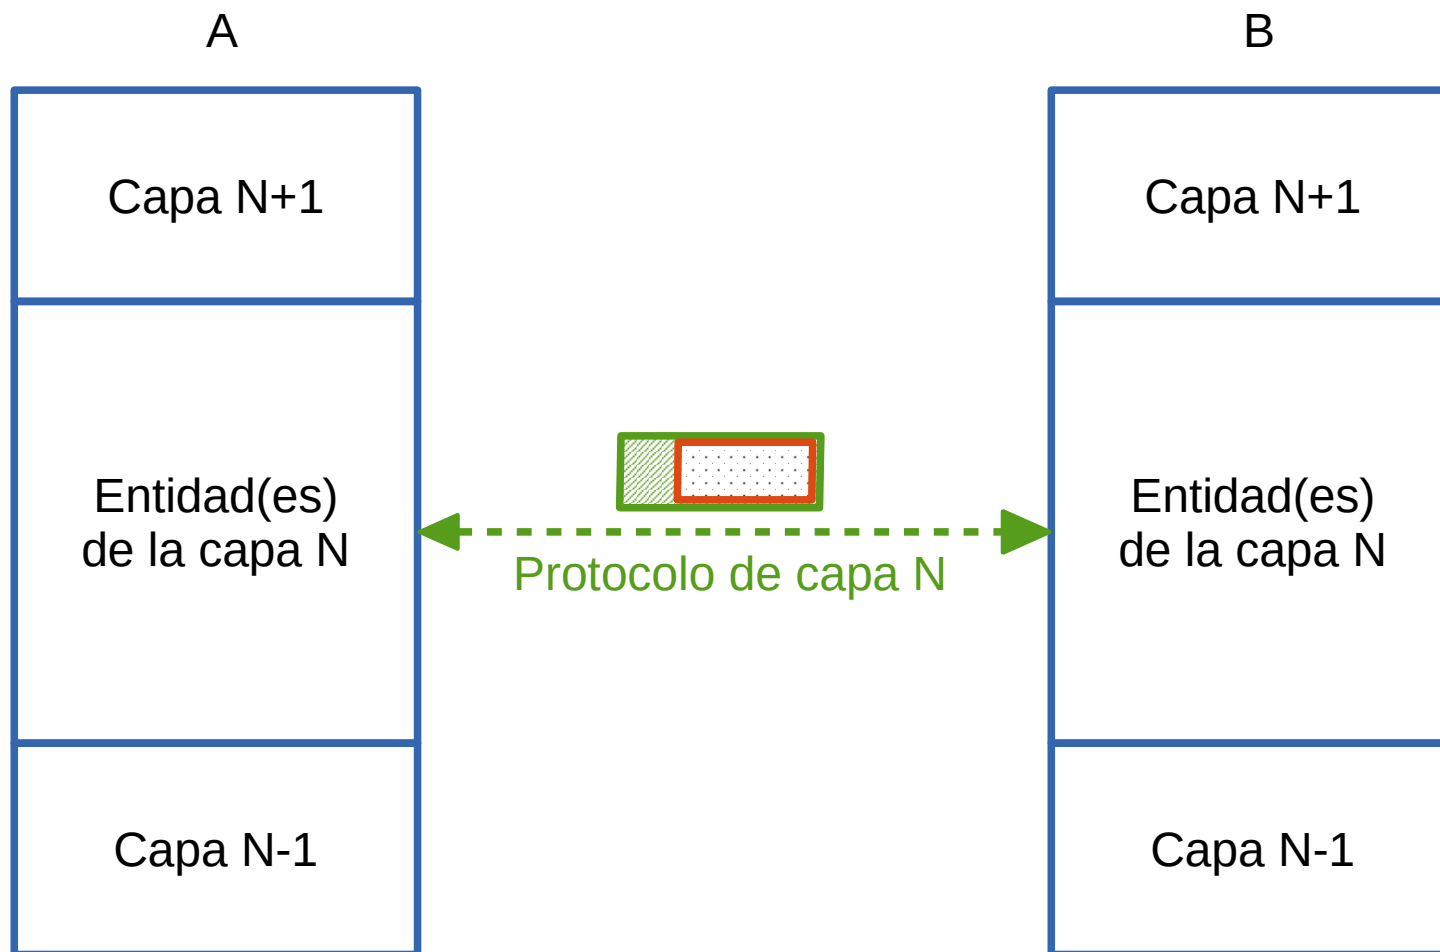 A
B
Capa N+1
Capa N+1
Entidad(es)
de la capa N
Protocolo de capa N
Entidad(es)
de la capa N
Capa N-1
Capa N-1